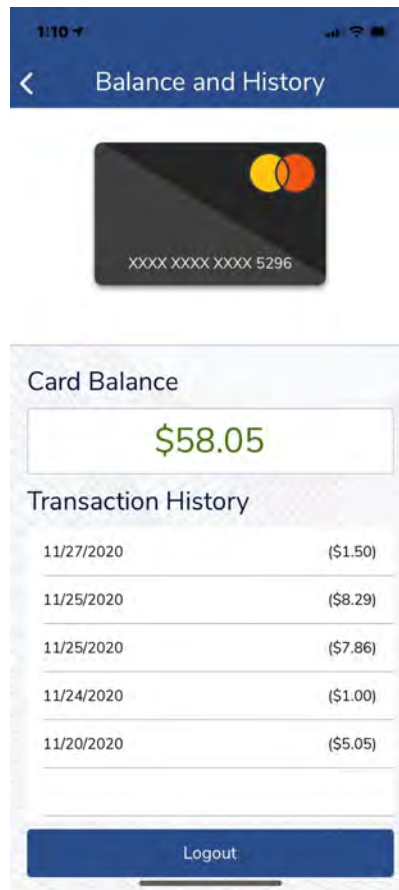 1:10
Balance and History
XXXX XXXX XXXX 5296
Card Balance
$58.05
Transaction History
11/27/2020 ($1.50)
11/25/2020 ($8.29)
11/25/2020 ($7.86)
11/24/2020 ($1.00)
11/20/2020 ($5.05)
Logout